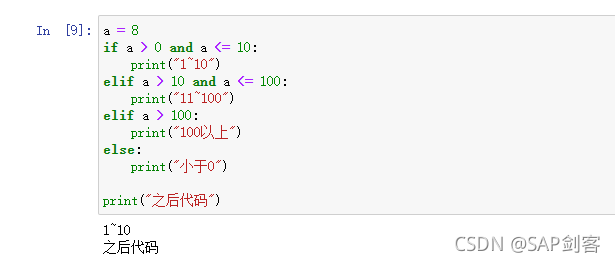 In [9]: a = 8
if a > 0 and a <= 10:
    print("1~10")
elif a > 10 and a <= 100:
    print("11~100")
elif a > 100:
    print("100以上")
else:
    print("小于0")
print("之后代码")
1~10
之后代码
CSDN @SAP剑客